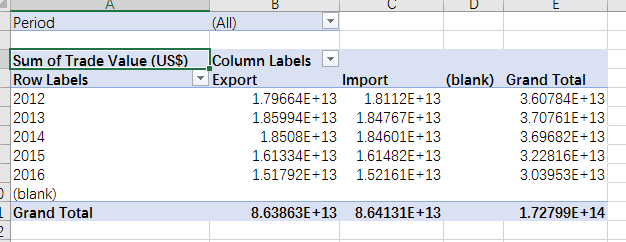 A B C D E
Period (All)
Sum of Trade Value (US$) Column Labels
Row Labels Export Import (blank) Grand Total
2012 1.79664E+13 1.8112E+13 3.60784E+13
2013 1.85994E+13 1.84767E+13 3.70761E+13
2014 1.8508E+13 1.84601E+13 3.69682E+13
2015 1.61334E+13 1.61482E+13 3.22816E+13
2016 1.51792E+13 1.52161E+13 3.03953E+13
(blank)
Grand Total 8.63863E+13 8.64131E+13 1.72799E+14